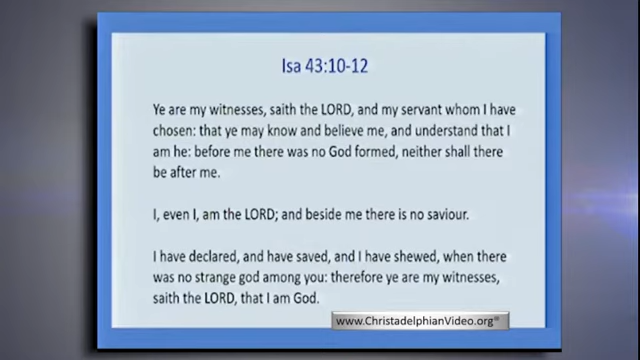 Isa 43:10-12
Ye are my witnesses, saith the LORD, and my servant whom I have
chosen: that ye may know and believe me, and understand that I
am he: before me there was no God formed, neither shall there
be after me.
I, even I, am the LORD; and beside me there is no saviour.
I have declared, and have saved, and I have shewed, when there
was no strange god among you: therefore ye are my witnesses,
saith the LORD, that I am God.
www.ChristadelphianVideo.org®